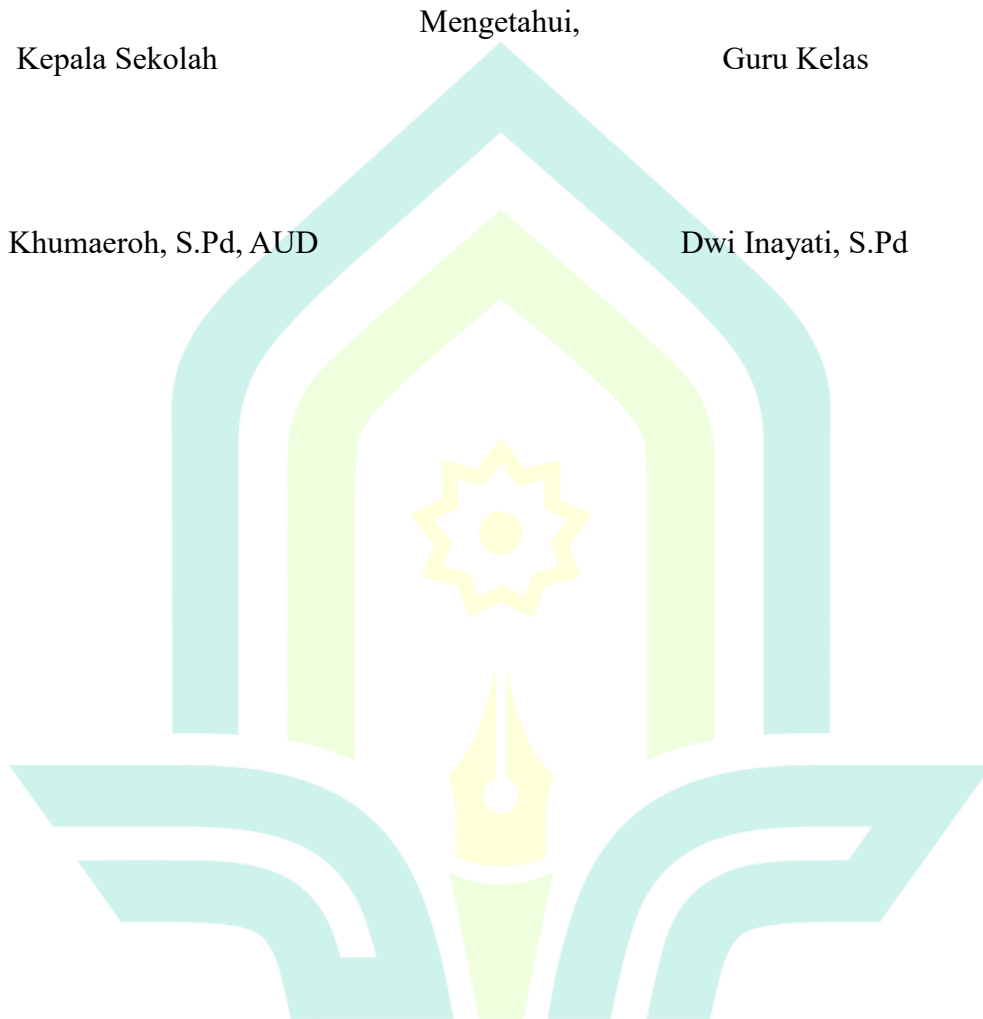 Mengetahui,
Kepala Sekolah Guru Kelas
Khumaeroh, S.Pd, AUD Dwi Inayati, S.Pd